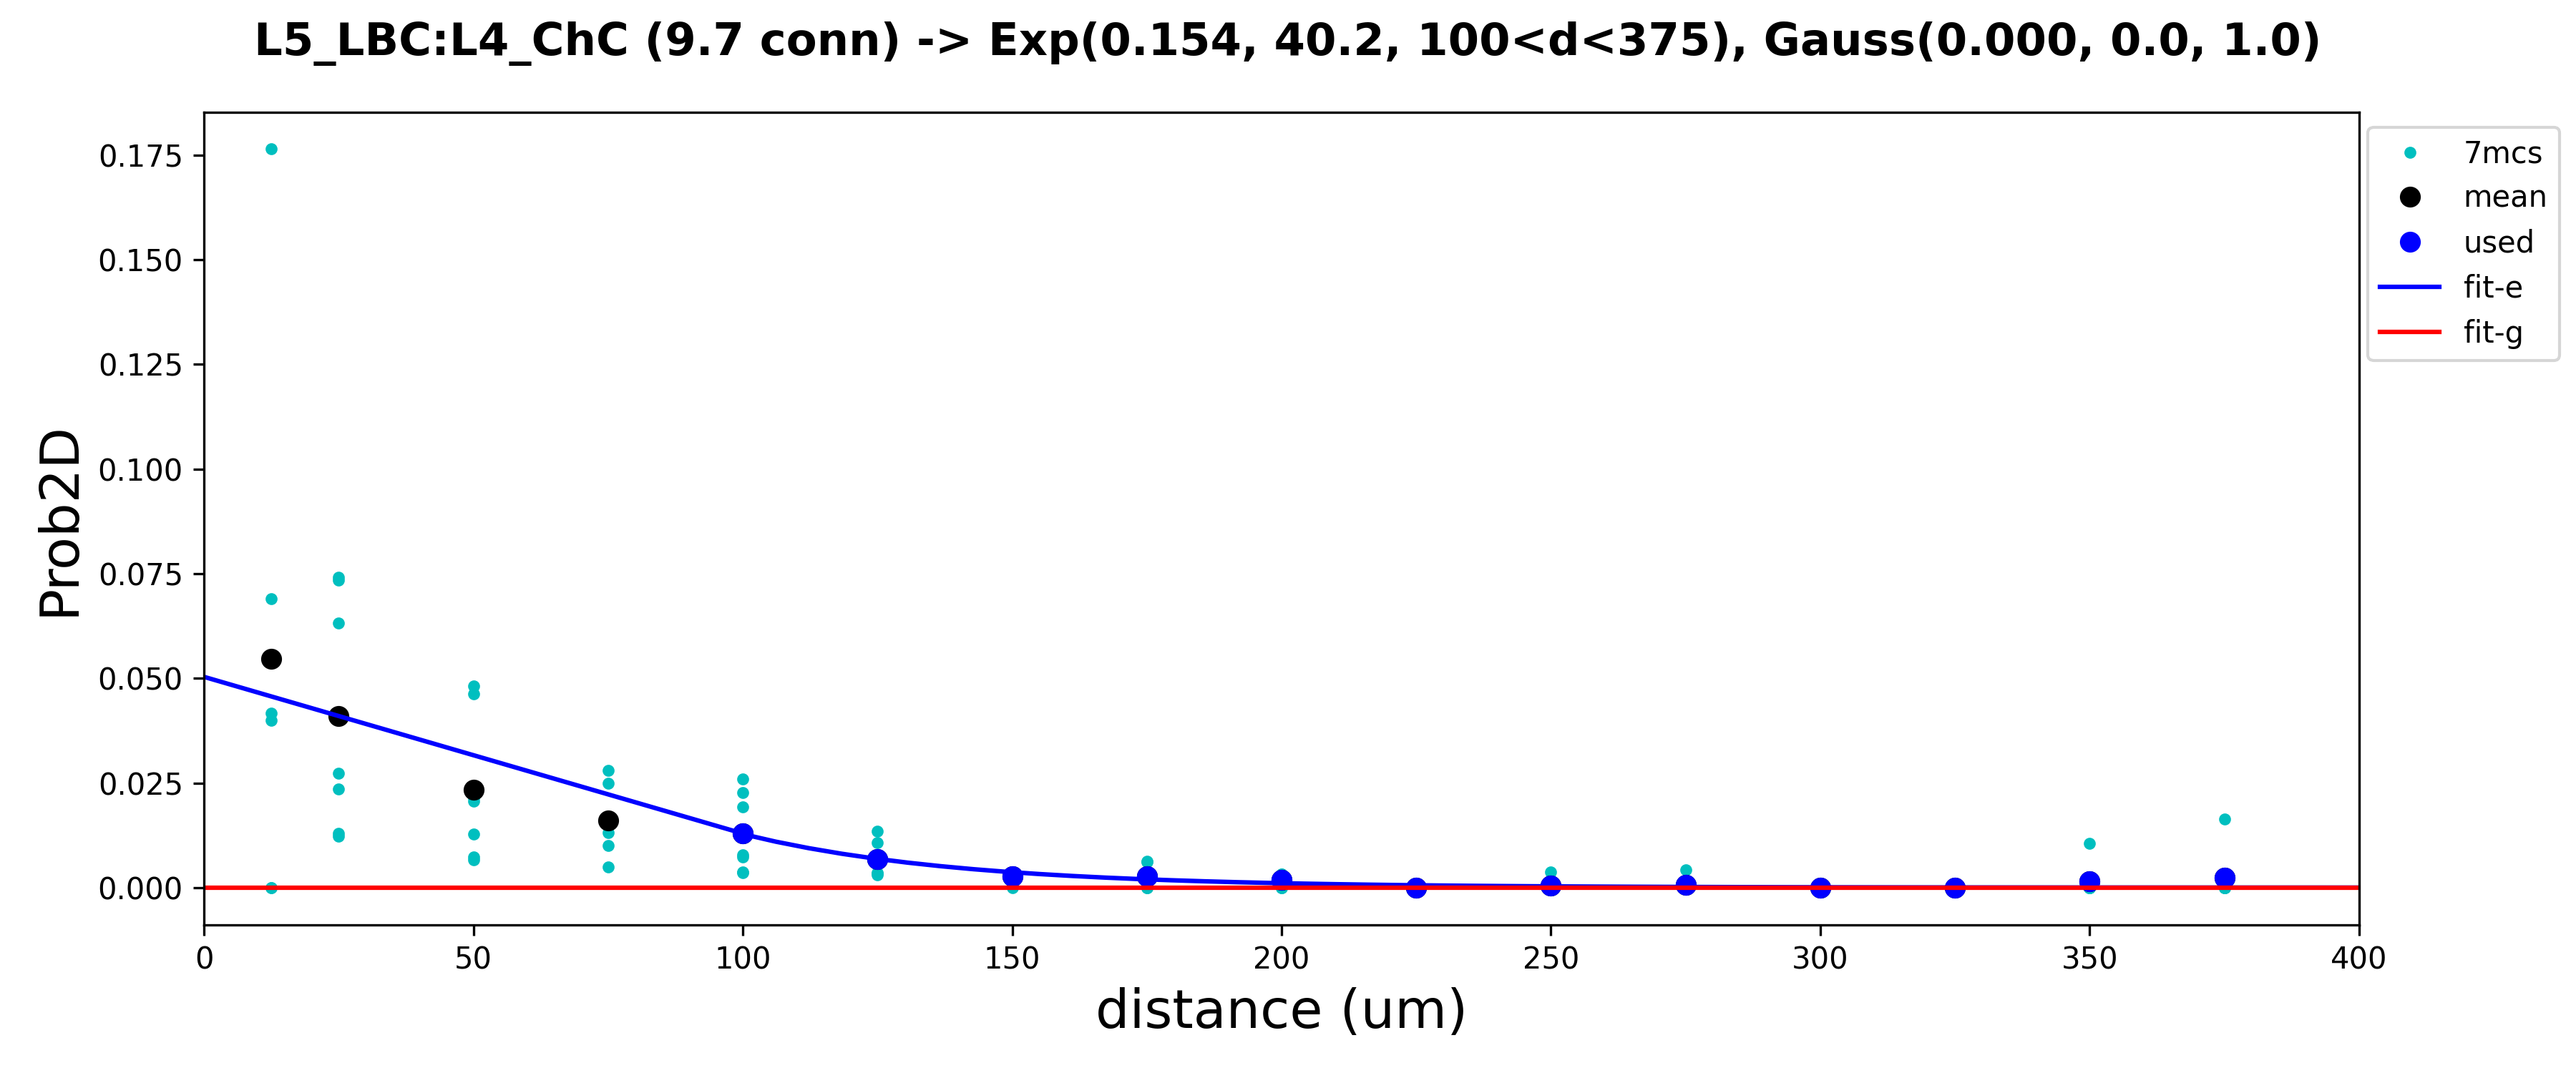 L5_LBC:L4_ChC (9.7 conn) -> Exp(0.154, 40.2, 100<d<375), Gauss(0.000, 0.0, 1.0)
0.175
0.150
0.125
0.100
0.075
0.050
0.025
0.000
Prob2D
0 50 100 150 200 250 300 350 400
distance (um)
7mcs
mean
used
fit-e
fit-g